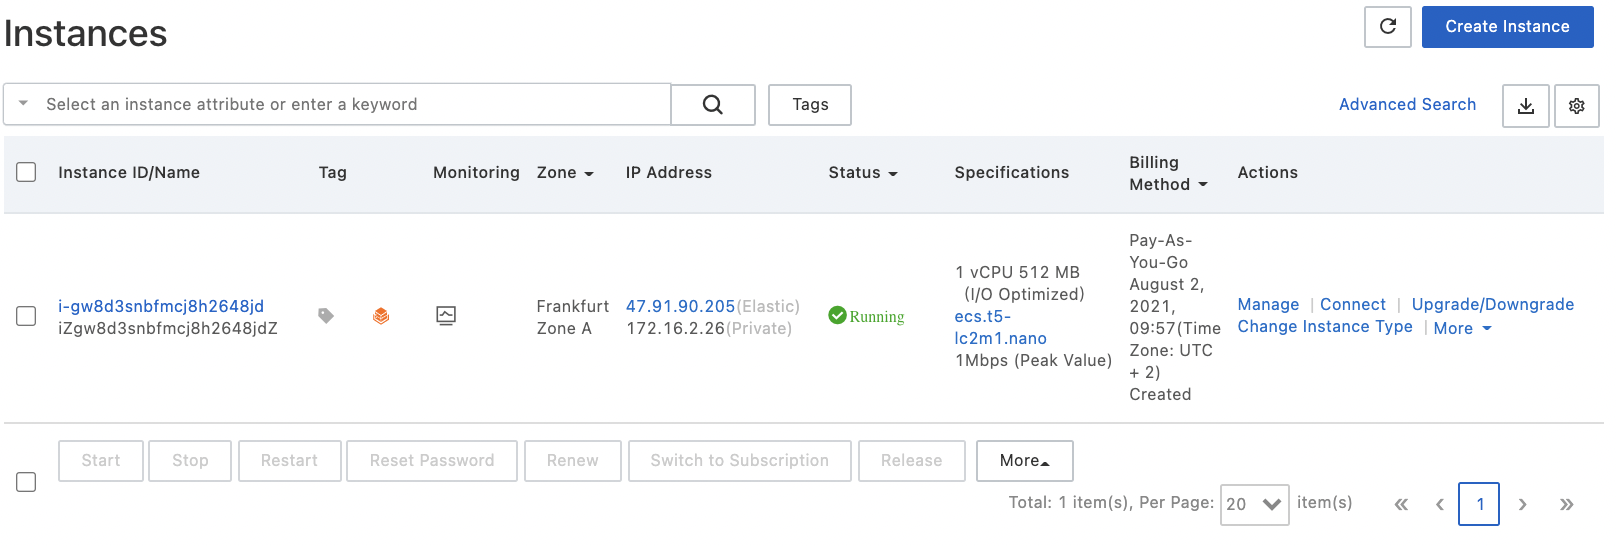 Instances
Create Instance
Select an instance attribute or enter a keyword
Tags
Advanced Search
Instance ID/Name
Tag
Monitoring
Zone
IP Address
Status
Specifications
Billing
Method
Actions
i-gw8d3snbfmcj8h2648jd
iZgw8d3snbfmcj8h2648jdZ
Frankfurt
Zone A
47.91.90.205(Elastic)
172.16.2.26(Private)
Running
1 vCPU 512 MB
(I/O Optimized)
ecs.t5-
lc2m1.nano
1Mbps (Peak Value)
Pay-As-
You-Go
August 2,
2021,
09:57(Time
Zone: UTC
+ 2)
Created
Manage | Connect | Upgrade/Downgrade
Change Instance Type | More
Start
Stop
Restart
Reset Password
Renew
Switch to Subscription
Release
More
Total: 1 item(s), Per Page: 20 item(s)
« ‹ 1 › »